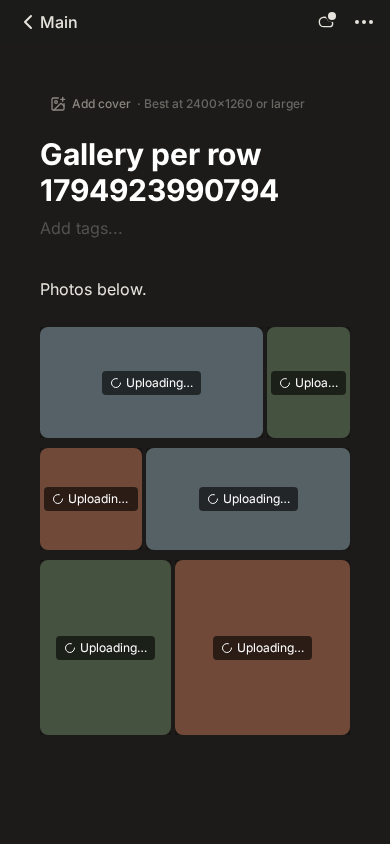 Main
Add cover · Best at 2400×1260 or larger
Gallery per row
1794923990794
Add tags...
Photos below.
Uploading...
Uploa...
Uploadin...
Uploading...
Uploading...
Uploading...